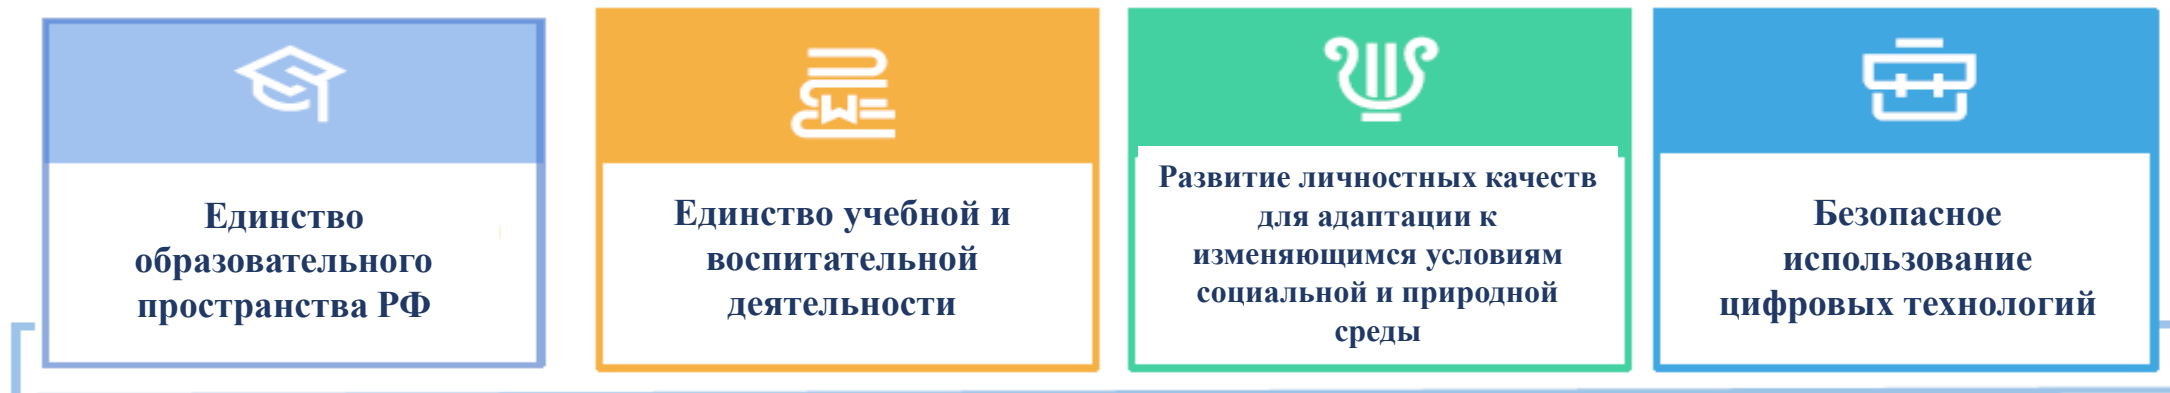 Единство
образовательного
пространства РФ
Единство учебной и
воспитательной
деятельности
Развитие личностных качеств
для адаптации к
изменяющимся условиям
социальной и природной
среды
Безопасное
использование
цифровых технологий